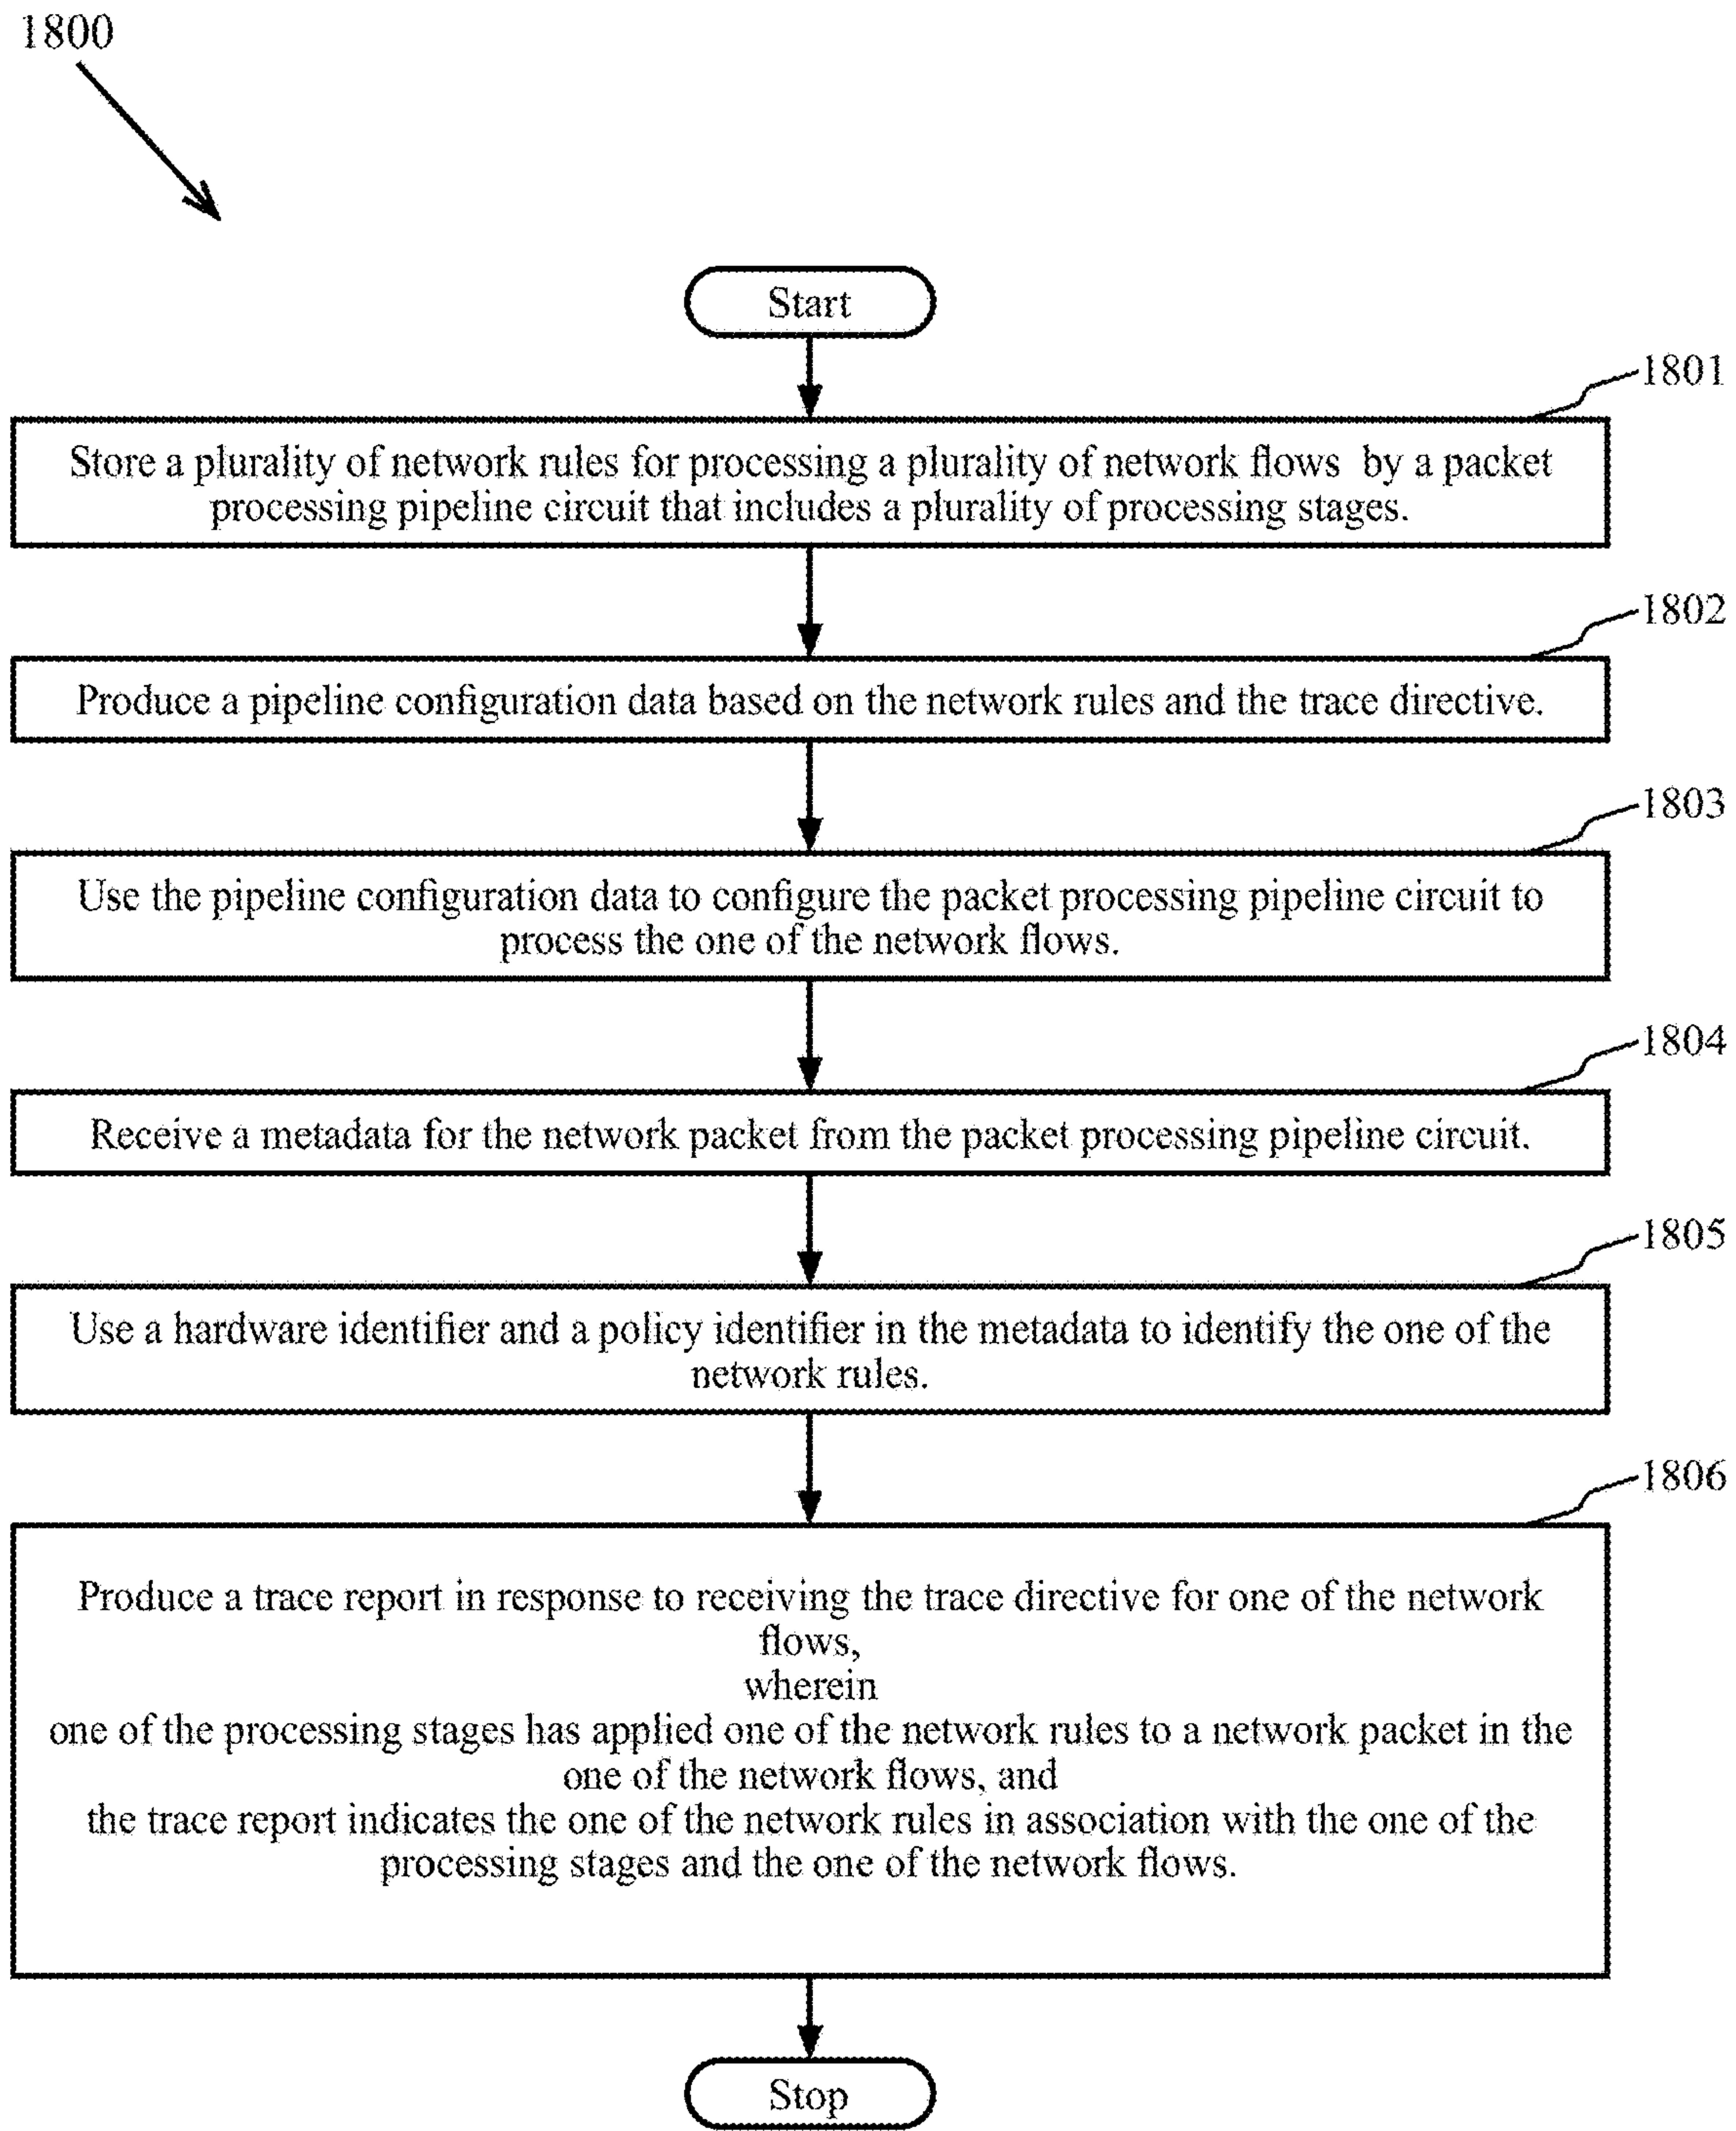 1800
Start
1801
Store a plurality of network rules for processing a plurality of network flows by a packet
processing pipeline circuit that includes a plurality of processing stages.
1802
Produce a pipeline configuration data based on the network rules and the trace directive.
1803
Use the pipeline configuration data to configure the packet processing pipeline circuit to
process the one of the network flows.
1804
Receive a metadata for the network packet from the packet processing pipeline circuit.
1805
Use a hardware identifier and a policy identifier in the metadata to identify the one of the
network rules.
1806
Produce a trace report in response to receiving the trace directive for one of the network
flows,
wherein
one of the processing stages has applied one of the network rules to a network packet in the
one of the network flows, and
the trace report indicates the one of the network rules in association with the one of the
processing stages and the one of the network flows.
Stop